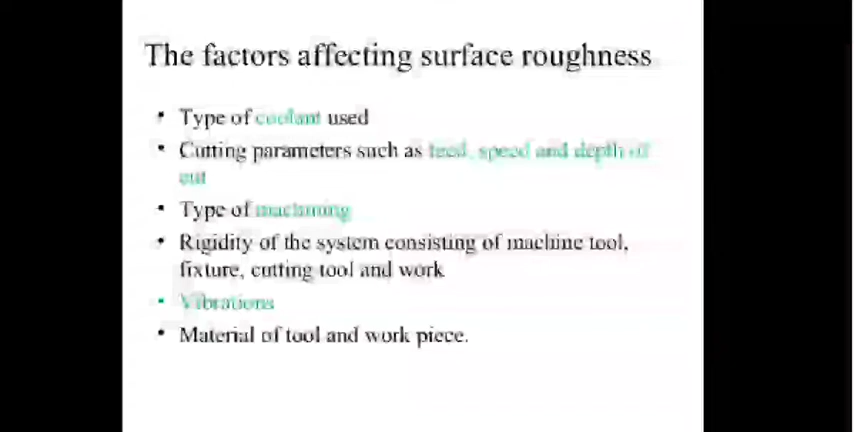 The factors affecting surface roughness
• Type of coolant used
• Cutting parameters such as feed, speed and depth of
cut
• Type of machining
• Rigidity of the system consisting of machine tool,
fixture, cutting tool and work
• Vibrations
• Material of tool and work piece.